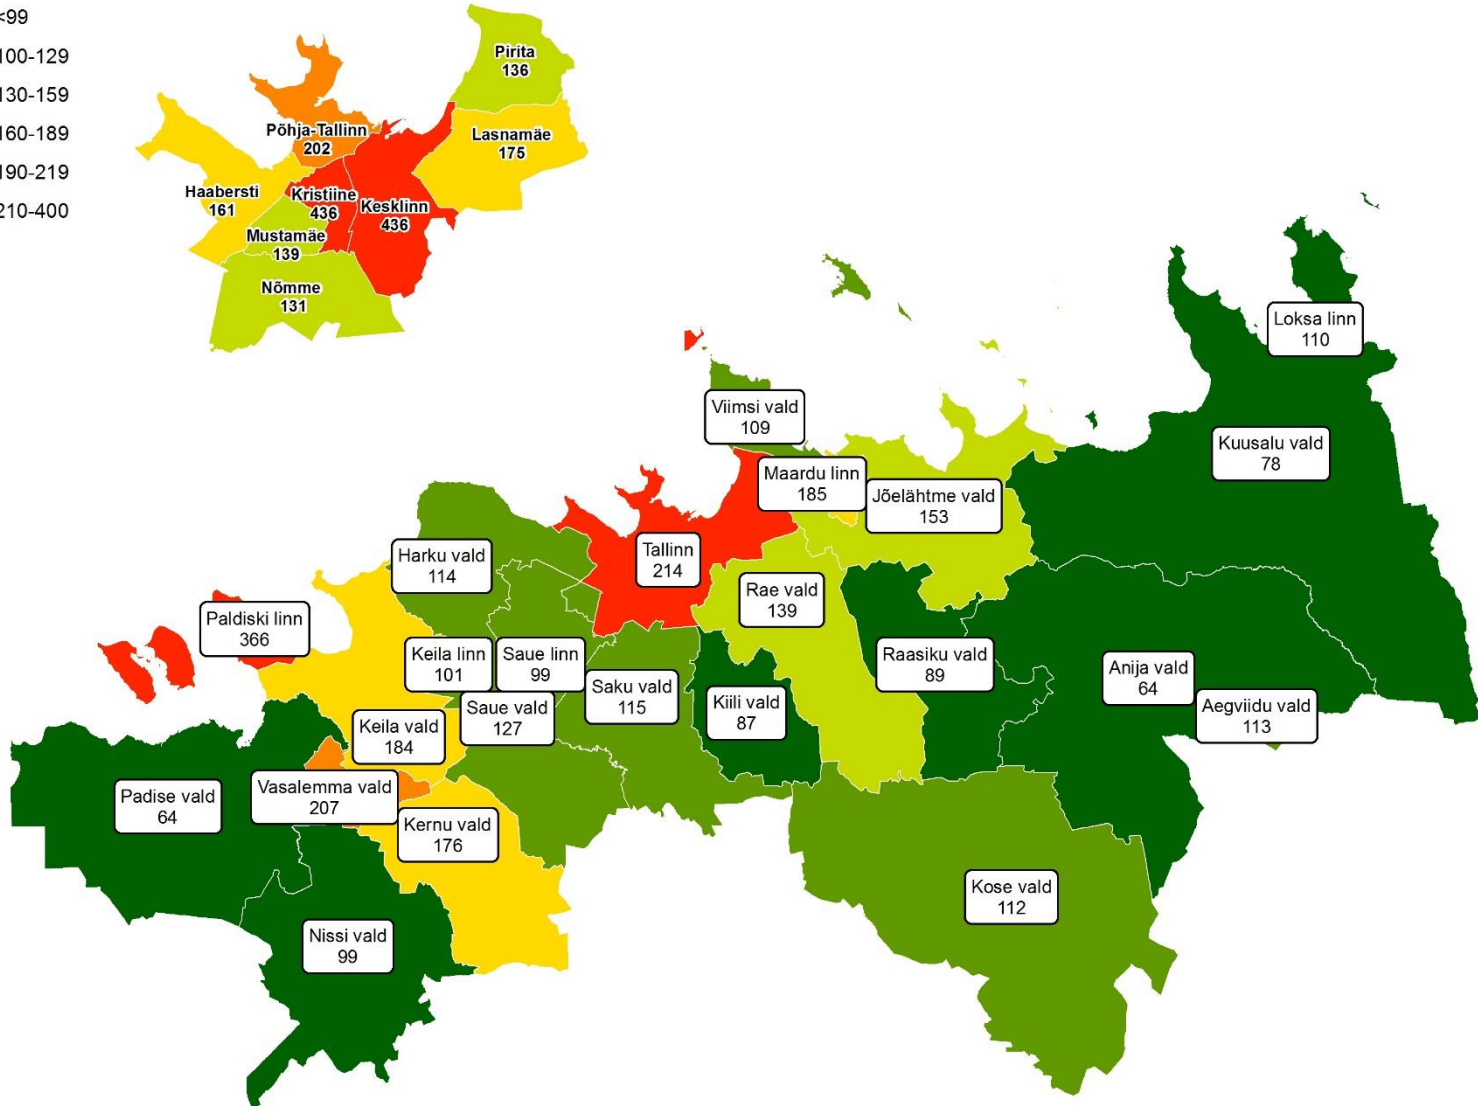 <99
100-129
130-159
160-189
190-219
210-400
Pirita
136
Põhja-Tallinn
202
Lasnamäe
175
Haabersti
161
Kristiine
436
Kesklinn
436
Mustamäe
139
Nõmme
131
Loksa linn
110
Viimsi vald
109
Kuusalu vald
78
Maardu linn
185
Jõelähtme vald
153
Harku vald
114
Tallinn
214
Rae vald
139
Paldiski linn
366
Keila linn
101
Saue linn
99
Raasiku vald
89
Anija vald
64
Saku vald
115
Kiili vald
87
Aegviidu vald
113
Saue vald
127
Keila vald
184
Padise vald
64
Vasalemma vald
207
Kernu vald
176
Kose vald
112
Nissi vald
99